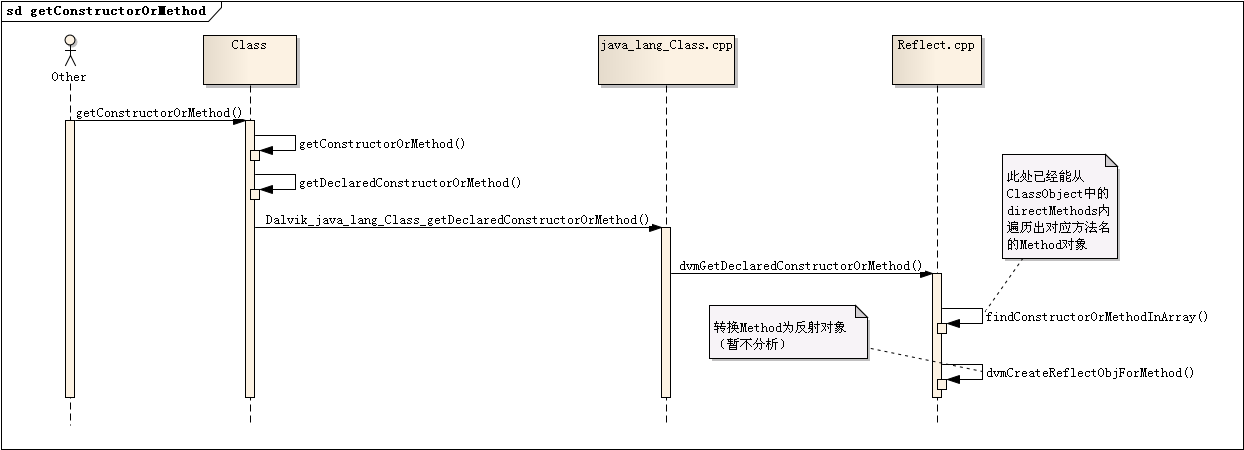 sd getConstructorOrMethod
Other
Class
java_lang_Class.cpp
Reflect.cpp
getConstructorOrMethod()
getConstructorOrMethod()
getDeclaredConstructorOrMethod()
Dalvik_java_lang_Class_getDeclaredConstructorOrMethod()
dvmGetDeclaredConstructorOrMethod()
此处已经能从
ClassObject中的
directMethods内
遍历出对应方法名
的Method对象
findConstructorOrMethodInArray()
转换Method为反射对象
（暂不分析）
dvmCreateReflectObjForMethod()